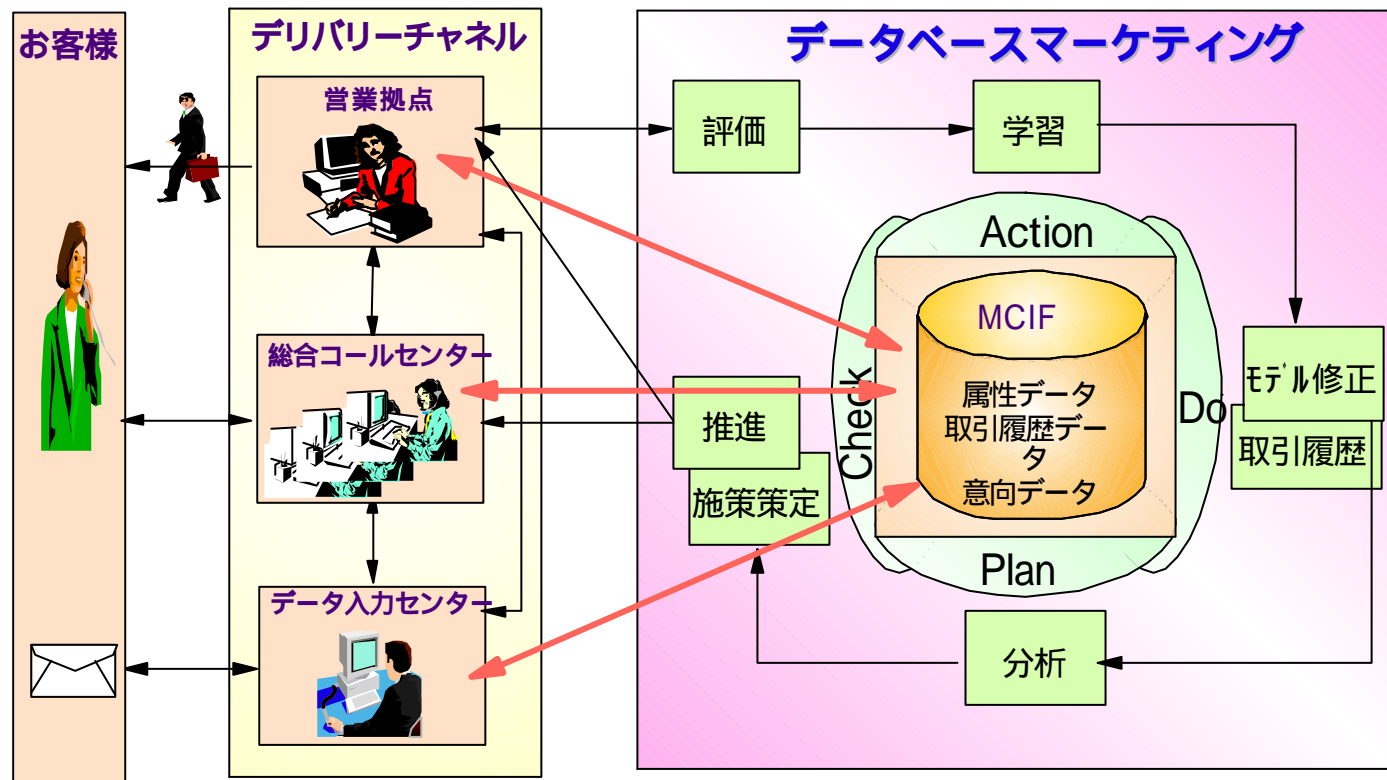 お客様
デリバリーチャネル
営業拠点
総合コールセンター
データ入力センター
データベースマーケティング
評価
学習
Action
MCIF
属性データ
取引履歴デー
タ
意向データ
Check
Do
Plan
モデル修正
取引履歴
推進
施策策定
分析